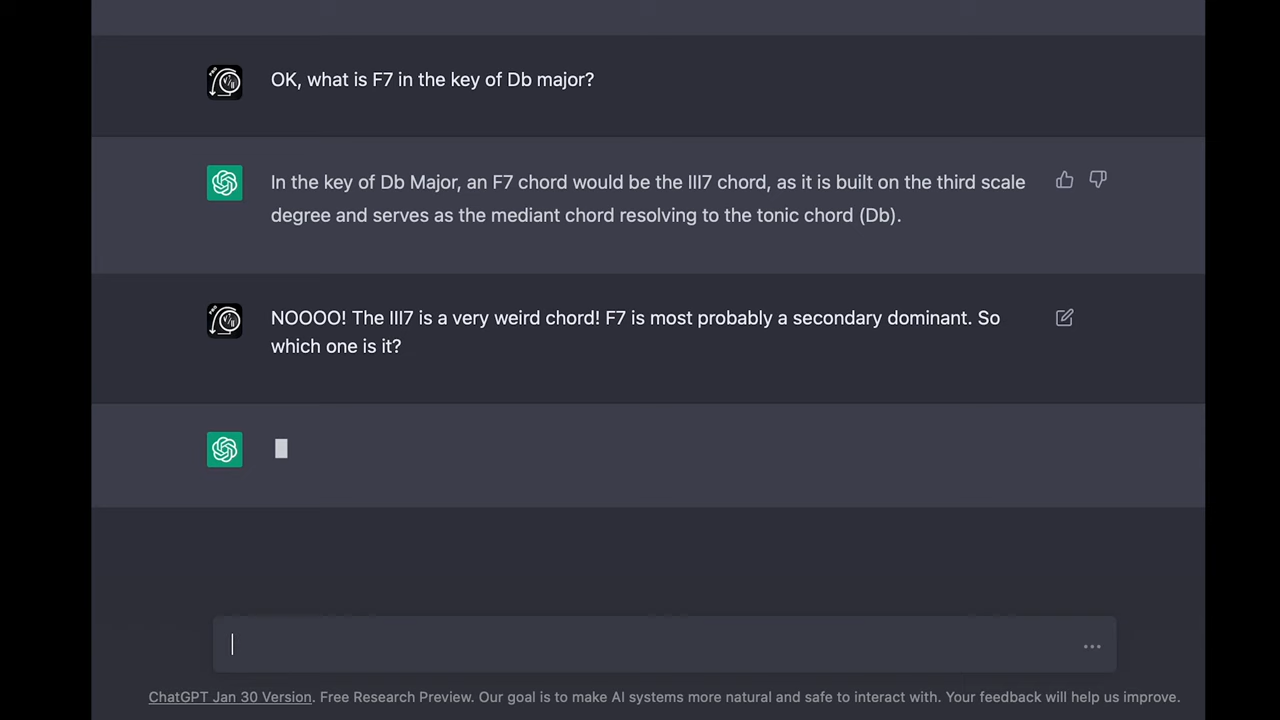 OK, what is F7 in the key of Db major?
In the key of Db Major, an F7 chord would be the III7 chord, as it is built on the third scale
degree and serves as the mediant chord resolving to the tonic chord (Db).
NOOOO! The III7 is a very weird chord! F7 is most probably a secondary dominant. So
which one is it?
ChatGPT Jan 30 Version. Free Research Preview. Our goal is to make AI systems more natural and safe to interact with. Your feedback will help us improve.